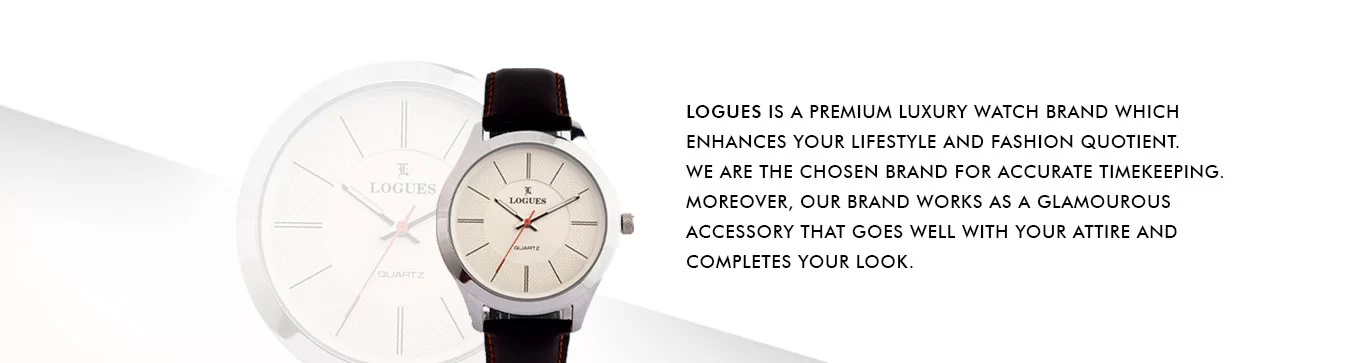 L
LOGUES
QUARTZ
L
LOGUES
QUARTZ
LOGUES IS A PREMIUM LUXURY WATCH BRAND WHICH
ENHANCES YOUR LIFESTYLE AND FASHION QUOTIENT.
WE ARE THE CHOSEN BRAND FOR ACCURATE TIMEKEEPING.
MOREOVER, OUR BRAND WORKS AS A GLAMOUROUS
ACCESSORY THAT GOES WELL WITH YOUR ATTIRE AND
COMPLETES YOUR LOOK.